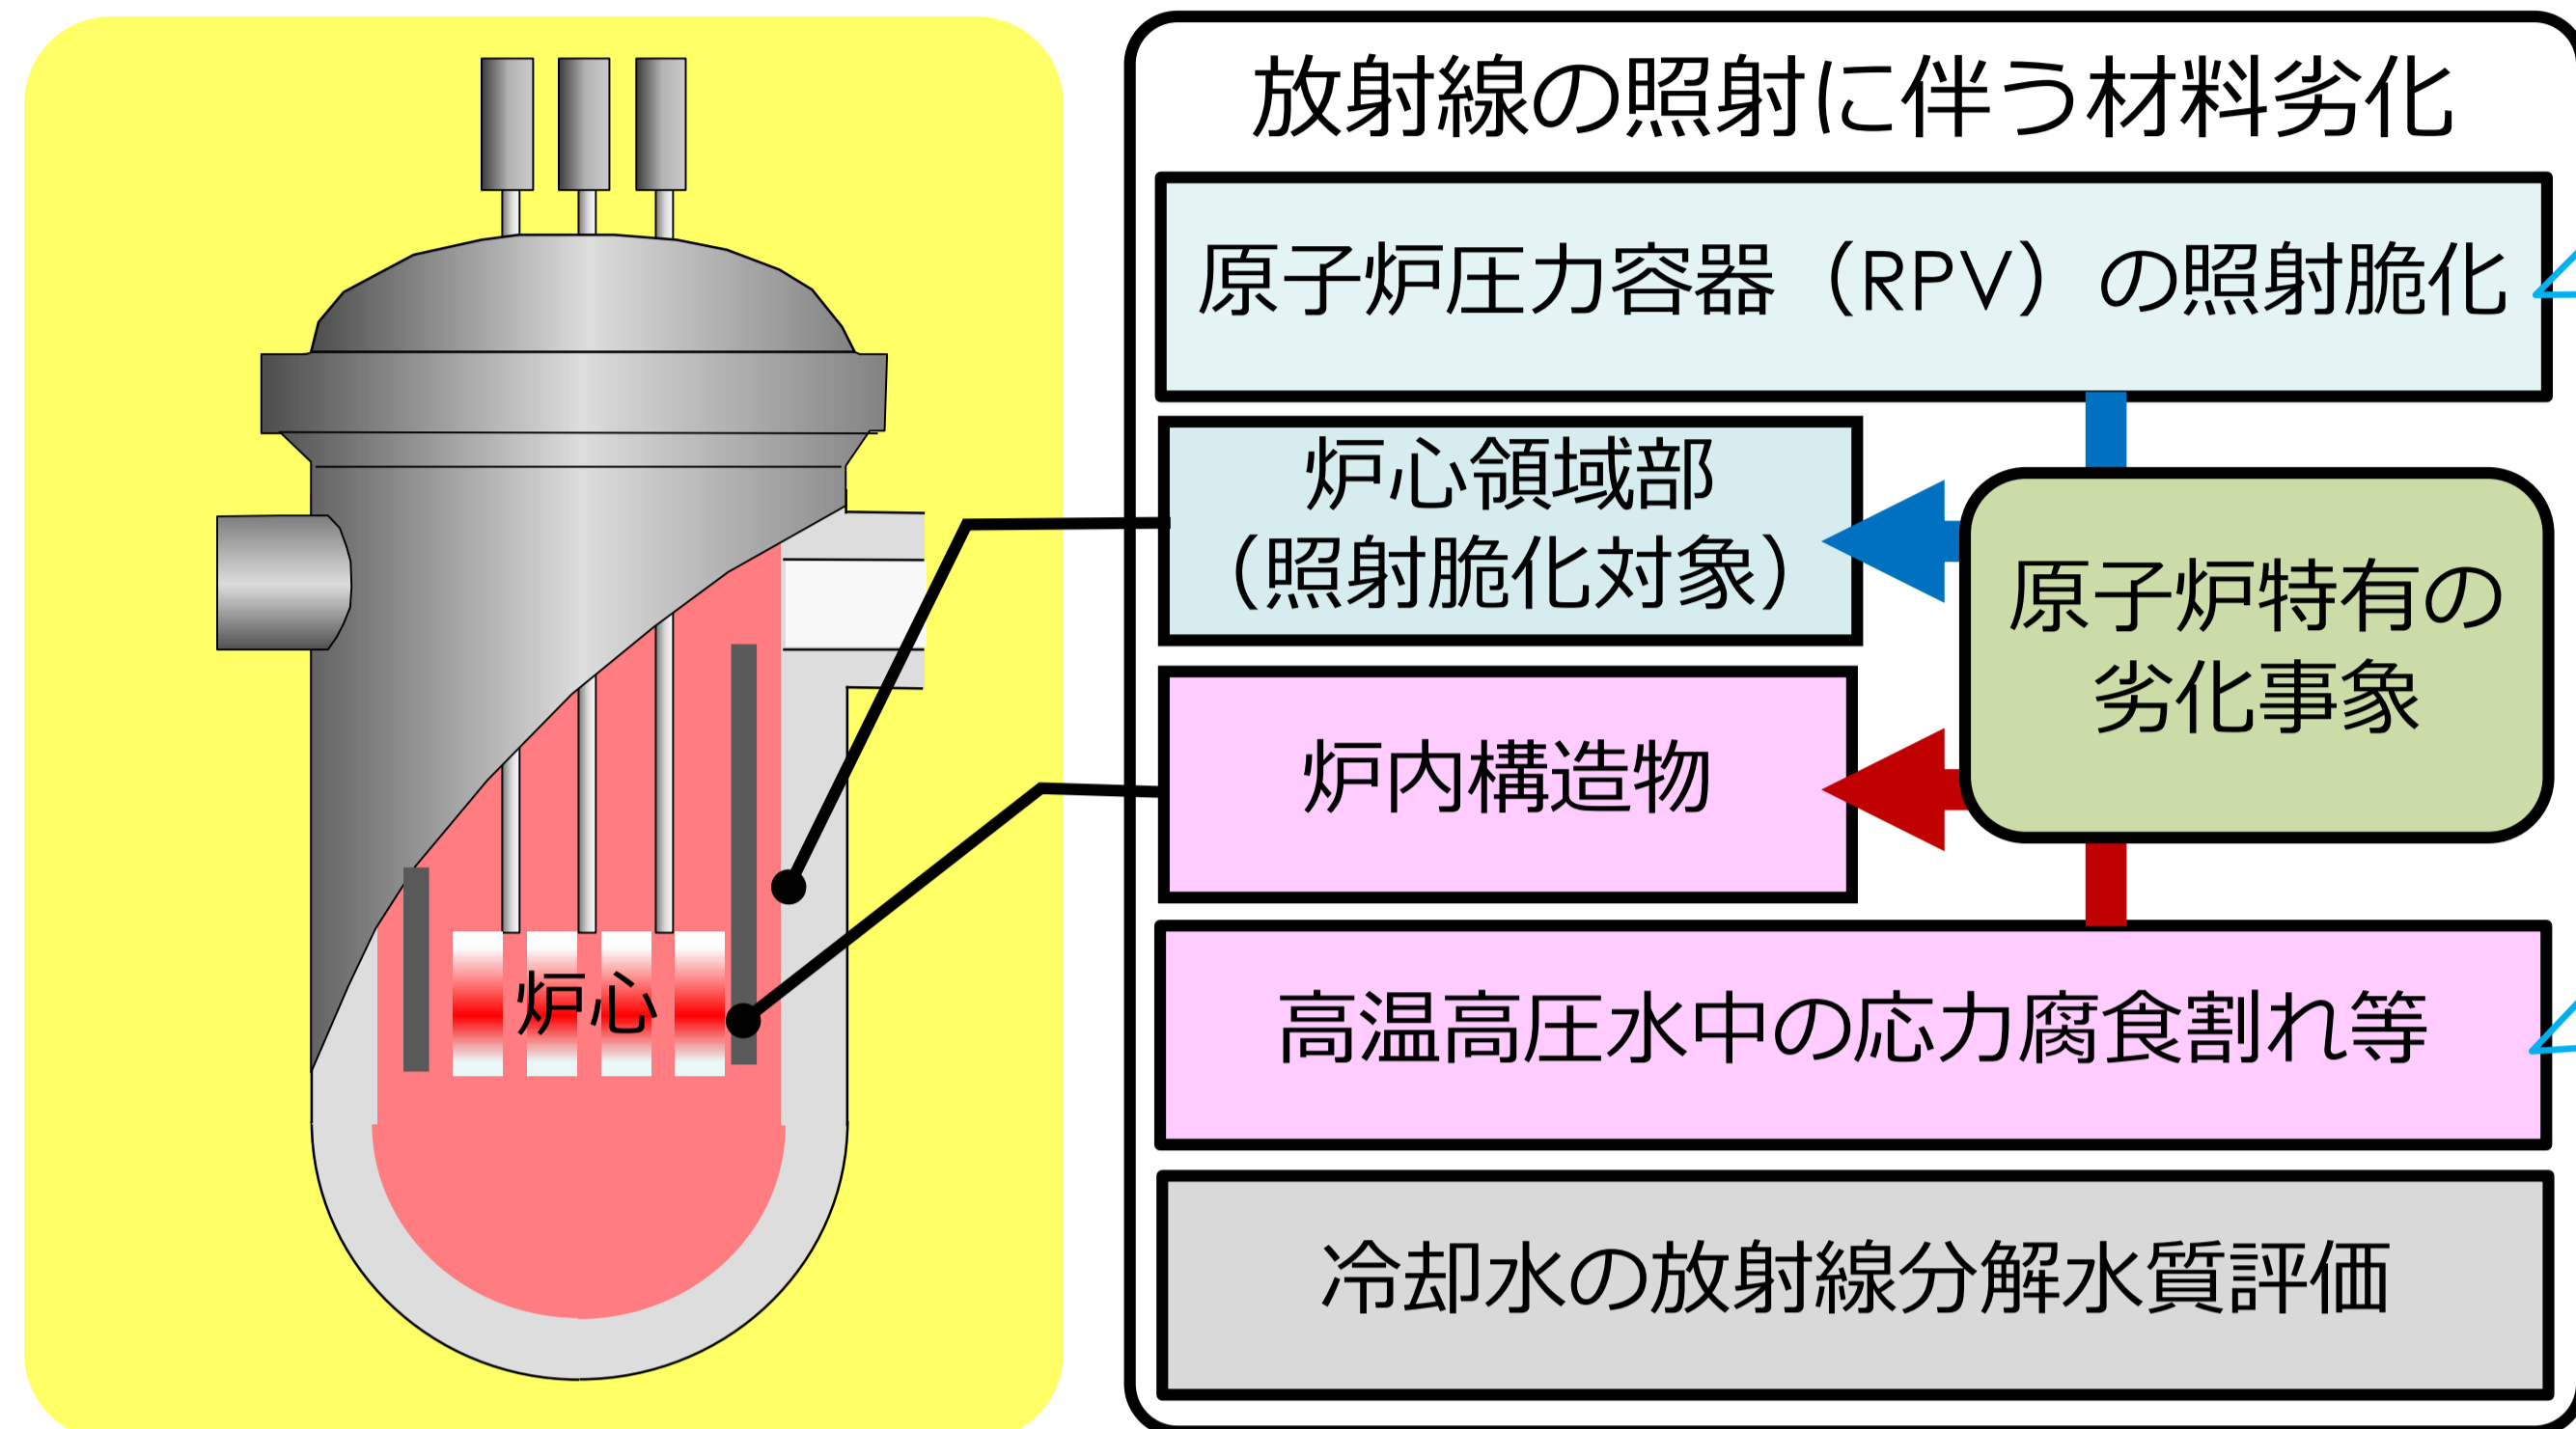 放射線の照射に伴う材料劣化
原子炉圧力容器（RPV）の照射脆化
炉心領域部
（照射脆化対象）
原子炉特有の
劣化事象
炉内構造物
炉心
高温高圧水中の応力腐食割れ等
冷却水の放射線分解水質評価